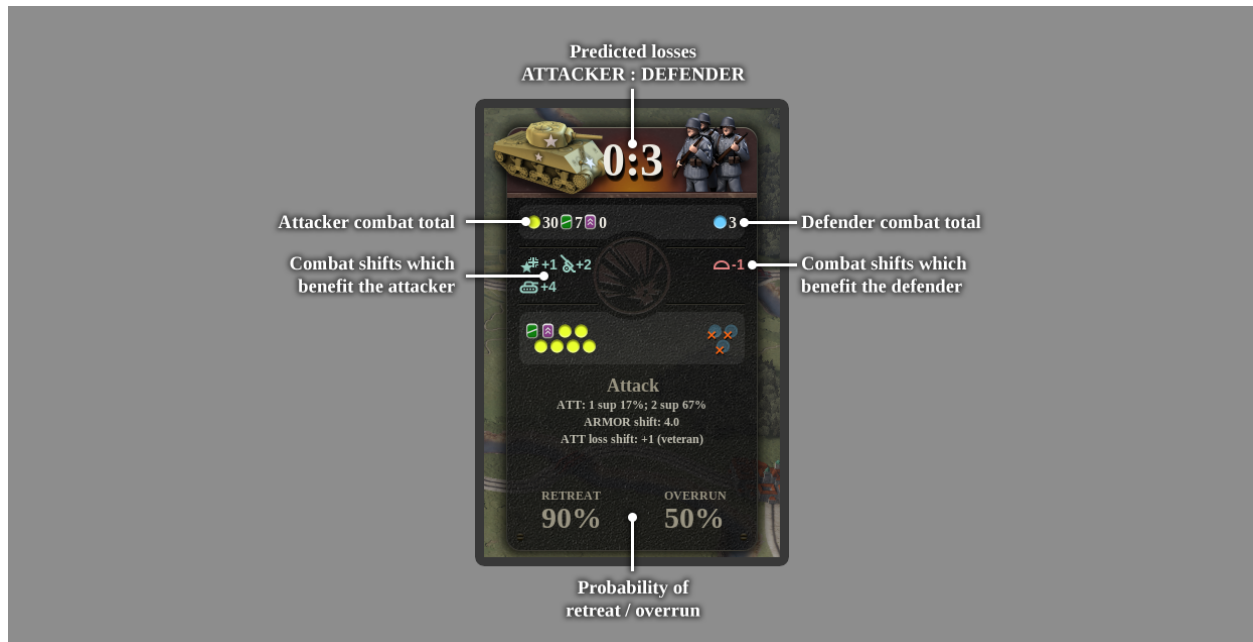 Predicted losses
ATTACKER : DEFENDER
0:3
Attacker combat total
30 7 0
3
Defender combat total
Combat shifts which
benefit the attacker
+1 +2
+4
-1
Combat shifts which
benefit the defender
Attack
ATT: 1 sup 17%; 2 sup 67%
ARMOR shift: 4.0
ATT loss shift: +1 (veteran)
RETREAT
90%
OVERRUN
50%
Probability of
retreat / overrun